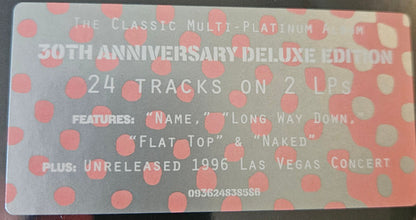 The Classic Multi-Platinum Album
30TH ANNIVERSARY DELUXE EDITION
24 TRACKS ON 2 LPs
FEATURES: “NAME,” “LONG WAY DOWN,
“FLAT TOP” & “NAKED”
PLUS: UNRELEASED 1996 LAS VEGAS CONCERT
093624838586